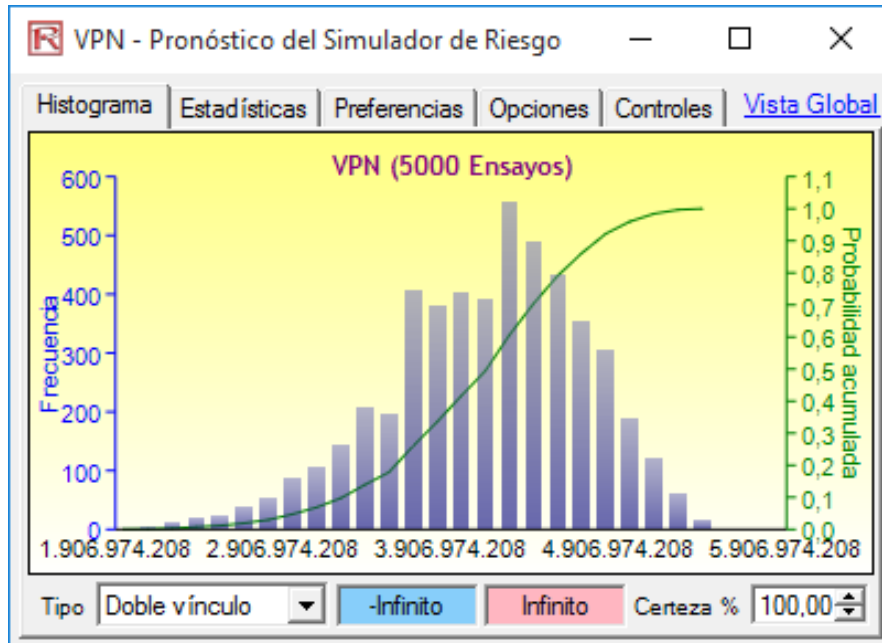 VPN - Pronóstico del Simulador de Riesgo
Histograma Estadísticas Preferencias Opciones Controles Vista Global
VPN (5000 Ensayos)
600
500
400
300
200
100
0
Frecuencia
1,1
1,0
0,9
0,8
0,7
0,6
0,5
0,4
0,3
0,2
0,1
0,0
Probabilidad acumulada
1.906.974.208 2.906.974.208 3.906.974.208 4.906.974.208 5.906.974.208
Tipo Doble vínculo -Infinito Infinito Certeza % 100,00